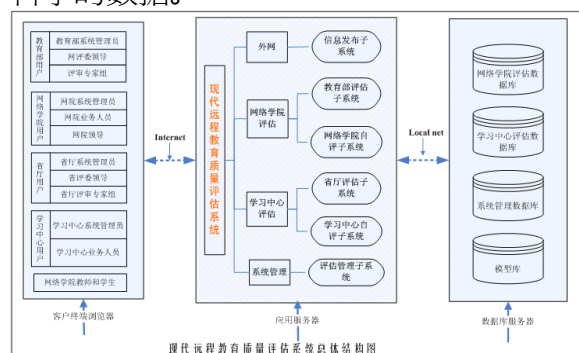 教育部用户
教育部系统管理员
网评委领导
评审专家组
网络学院用户
网院系统管理员
网院业务人员
网院领导
省厅用户
省厅系统管理员
省评委领导
省厅评审专家组
学习中心用户
学习中心系统管理员
学习中心业务人员
网络学院教师和学生
客户终端浏览器
Internet
现代远程教育质量评估系统
外网
信息发布子系统
网络学院评估
教育部评估子系统
网络学院自评子系统
学习中心评估
省厅评估子系统
学习中心自评子系统
系统管理
评估管理子系统
应用服务器
Local net
网络学院评估数据库
学习中心评估数据库
系统管理数据库
模型库
数据库服务器
现代远程教育质量评估系统总体结构图